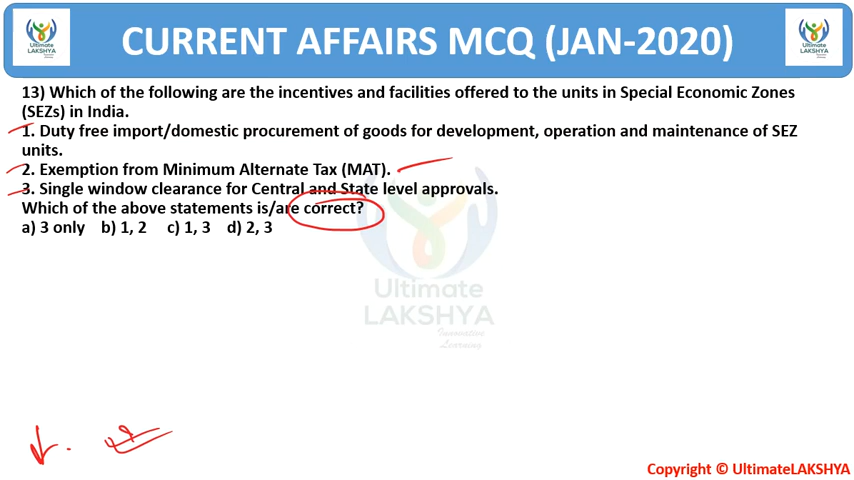 Ultimate
LAKSHYA
CURRENT AFFAIRS MCQ (JAN-2020)
Ultimate
LAKSHYA
13) Which of the following are the incentives and facilities offered to the units in Special Economic Zones
(SEZs) in India.
1. Duty free import/domestic procurement of goods for development, operation and maintenance of SEZ
units.
2. Exemption from Minimum Alternate Tax (MAT).
3. Single window clearance for Central and State level approvals.
Which of the above statements is/are correct?
a) 3 only b) 1, 2 c) 1, 3 d) 2, 3
Ultimate
LAKSHYA
Innovative
Learning
Copyright © UltimateLAKSHYA